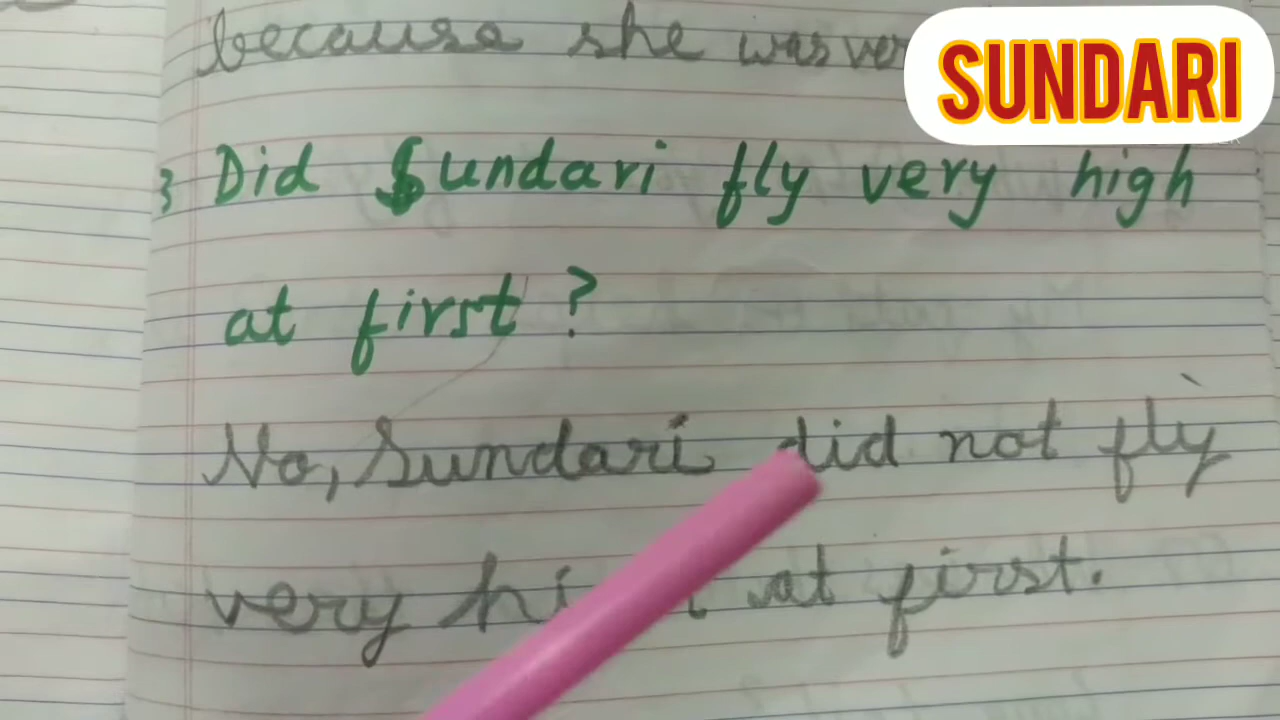 because she was
SUNDARI
3 Did Sundari fly very high
at first ?
No, Sundari did not fly
very at first.